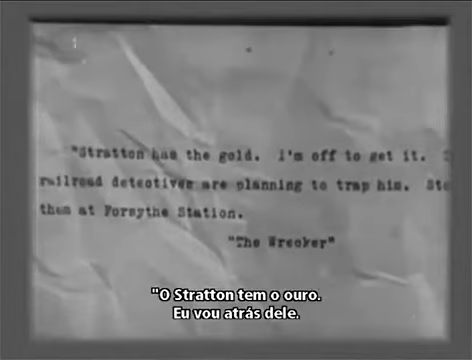 "Stratton has the gold. I'm off to get it.
railroad detectives are planning to trap him. Sto
them at Forsythe Station.
"The Wrecker"
"O Stratton tem o ouro.
Eu vou atrás dele.